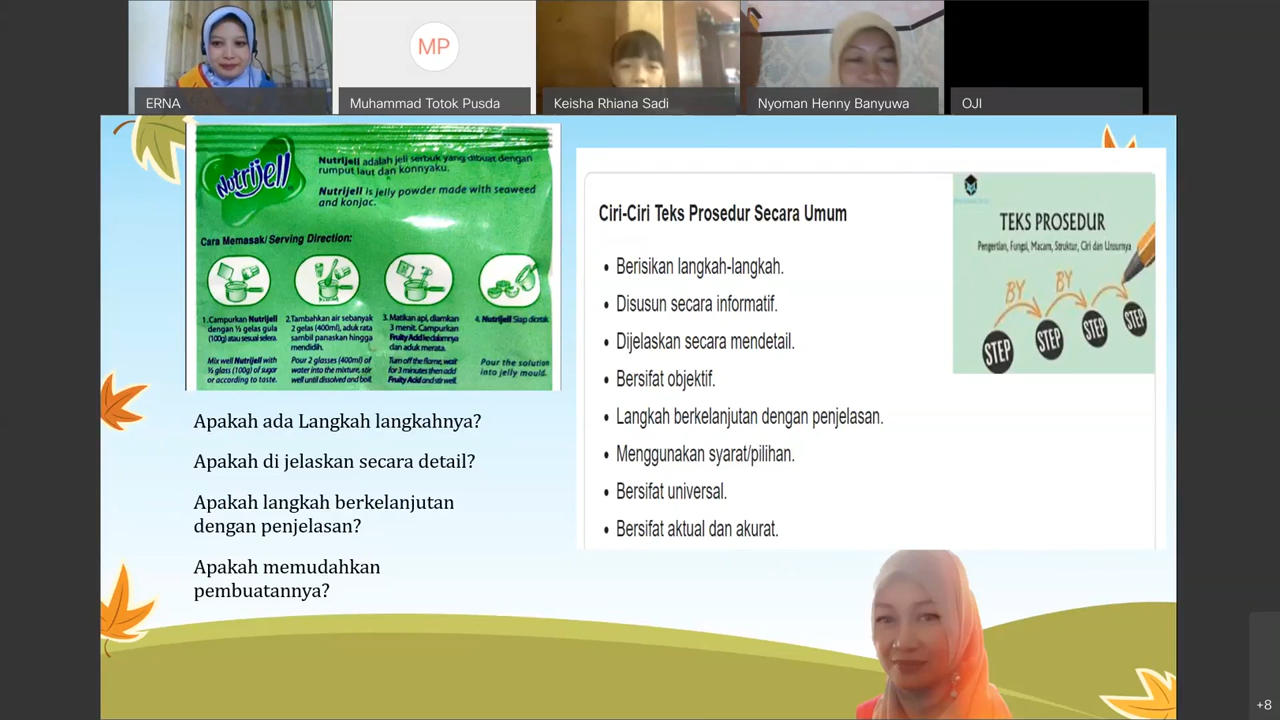 MP
ERNA
Muhammad Totok Pusda
Keisha Rhiana Sadi
Nyoman Henny Banyuwa
OJI
Nutrijell
Nutrijell adalah jeli serbuk yang dibuat dengan
rumput laut dan konnyaku.
Nutrijell is jelly powder made with seaweed
and konjac.
Cara Memasak/Serving Direction:
1.Campurkan Nutrijell
dengan ½ gelas gula
(100g) atau sesuai selera.
Mix well Nutrijell with
½ glass (100g) of sugar
or according to taste.
2.Tambahkan air sebanyak
2 gelas (400ml), aduk rata
sambil panaskan hingga
mendidih.
Pour 2 glasses (400ml) of
water into the mixture, stir
well until dissolved and boil.
3. Matikan api, diamkan
3 menit. Campurkan
Fruity Acid kedalamnya
dan aduk merata.
Turn off the flame, wait
for 3 minutes then add
Fruity Acid and stir well.
4. Nutrijell Siap dicetak
Pour the solution
into jelly mould.
Apakah ada Langkah langkahnya?
Apakah di jelaskan secara detail?
Apakah langkah berkelanjutan
dengan penjelasan?
Apakah memudahkan
pembuatannya?
Ciri-Ciri Teks Prosedur Secara Umum
• Berisikan langkah-langkah.
• Disusun secara informatif.
• Dijelaskan secara mendetail.
• Bersifat objektif.
• Langkah berkelanjutan dengan penjelasan.
• Menggunakan syarat/pilihan.
• Bersifat universal.
• Bersifat aktual dan akurat.
TEKS PROSEDUR
Pengertian, Fungsi, Macam, Struktur, Ciri dan Unsurnya
BY BY
STEP STEP STEP STEP
+8